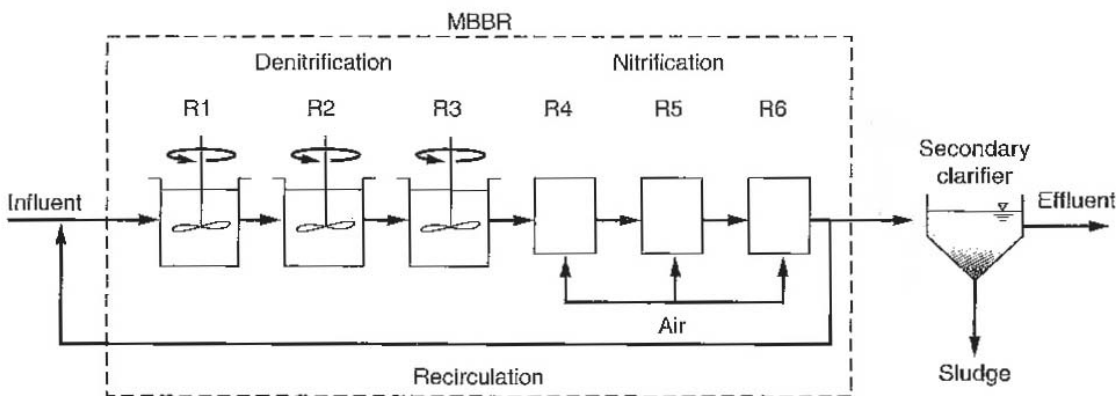 MBBR
Denitrification
Nitrification
R1
R2
R3
R4
R5
R6
Secondary
clarifier
Influent
Effluent
Air
Recirculation
Sludge